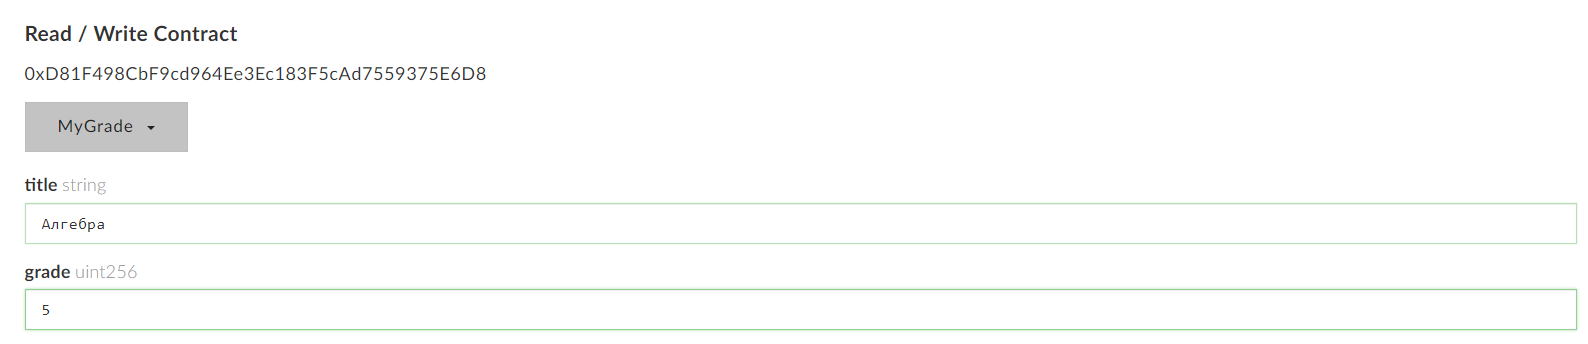 Read / Write Contract
0xD81F498CbF9cd964Ee3Ec183F5cAd7559375E6D8
MyGrade
title string
Алгебра
grade uint256
5